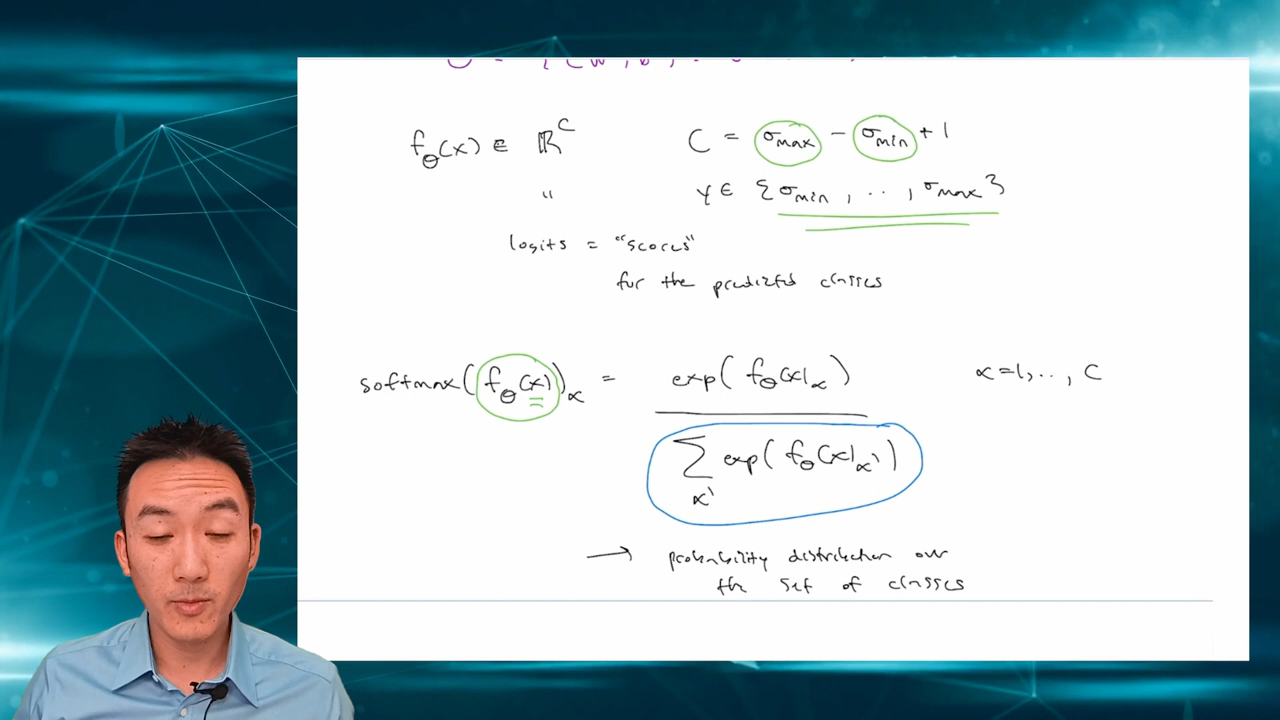 f_θ(x) ∈ ℝ^C    C = σ_max − σ_min + 1
"    y ∈ {σ_min, .., σ_max}
logits = "scores"
for the predicted classes
softmax(f_θ(x))_α = exp( f_θ(x)_α ) / ∑_α' exp( f_θ(x)_α' )    α=1,.., C
→ probability distribution over
the set of classes